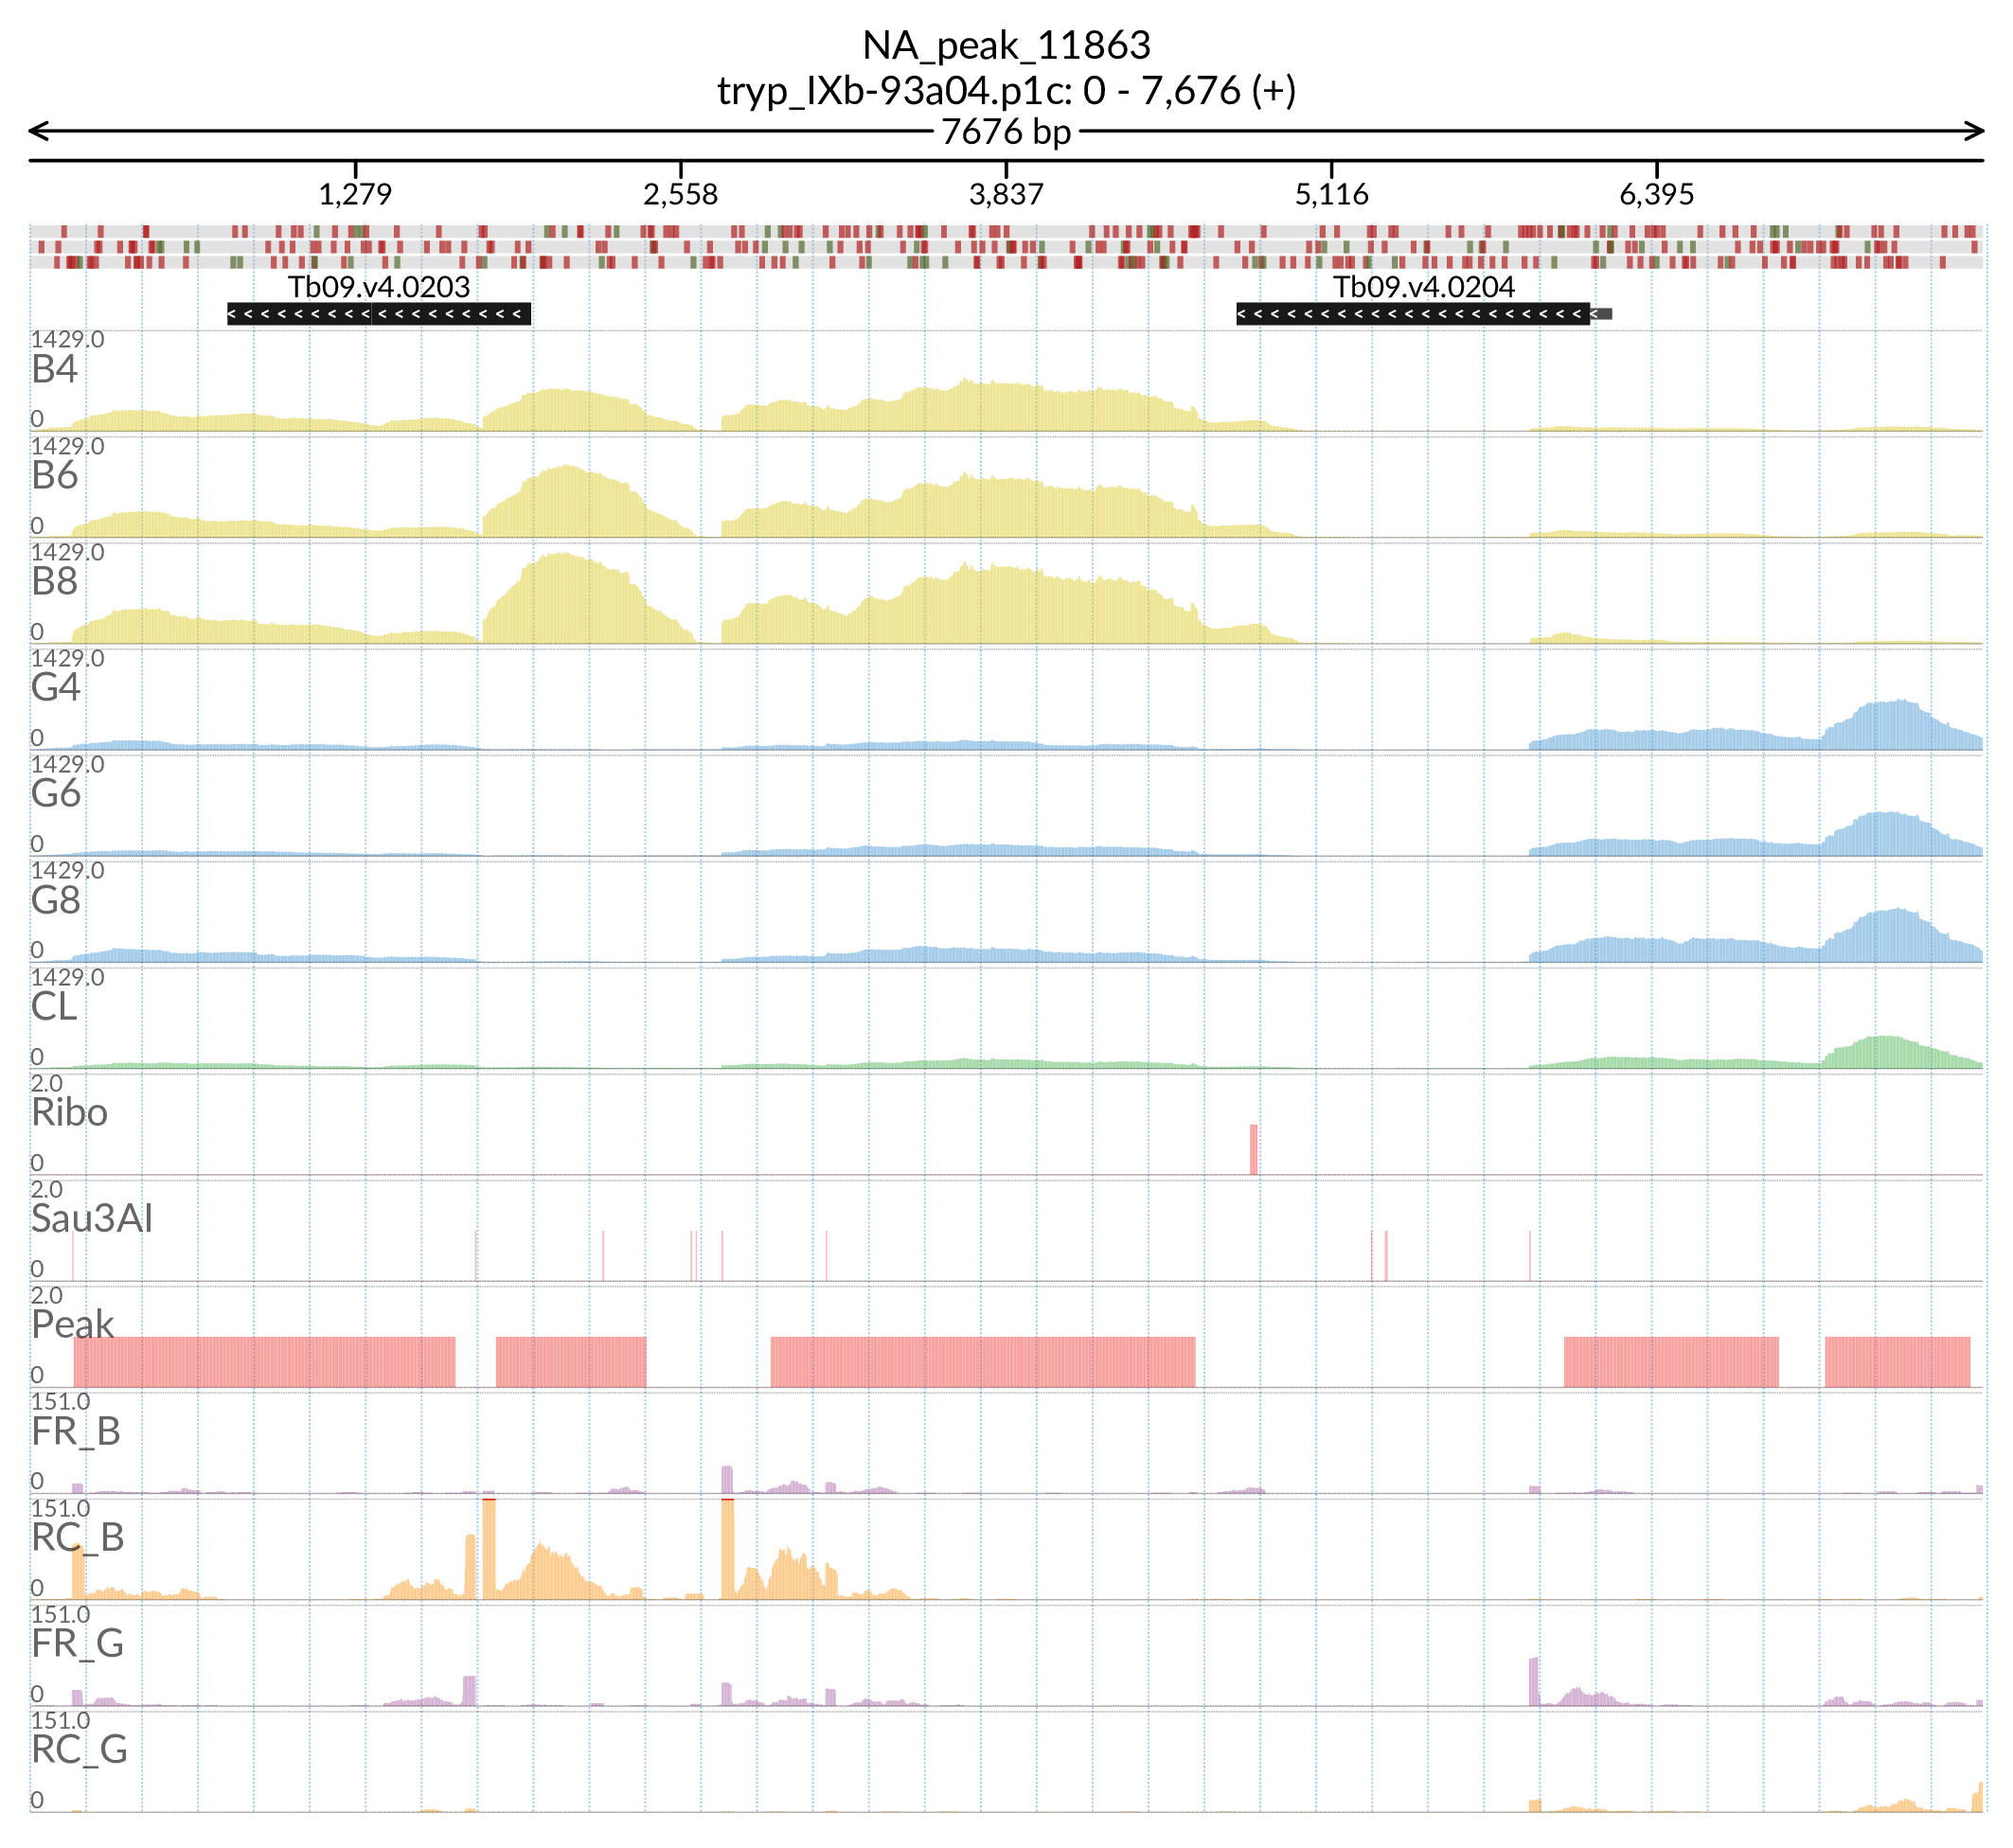 NA_peak_11863
tryp_IXb-93a04.p1c: 0 - 7,676 (+)
7676 bp
1,279 2,558 3,837 5,116 6,395
Tb09.v4.0203 Tb09.v4.0204
1429.0
B4
0
1429.0
B6
0
1429.0
B8
0
1429.0
G4
0
1429.0
G6
0
1429.0
G8
0
1429.0
CL
0
2.0
Ribo
0
2.0
Sau3AI
0
2.0
Peak
0
151.0
FR_B
0
151.0
RC_B
0
151.0
FR_G
0
151.0
RC_G
0